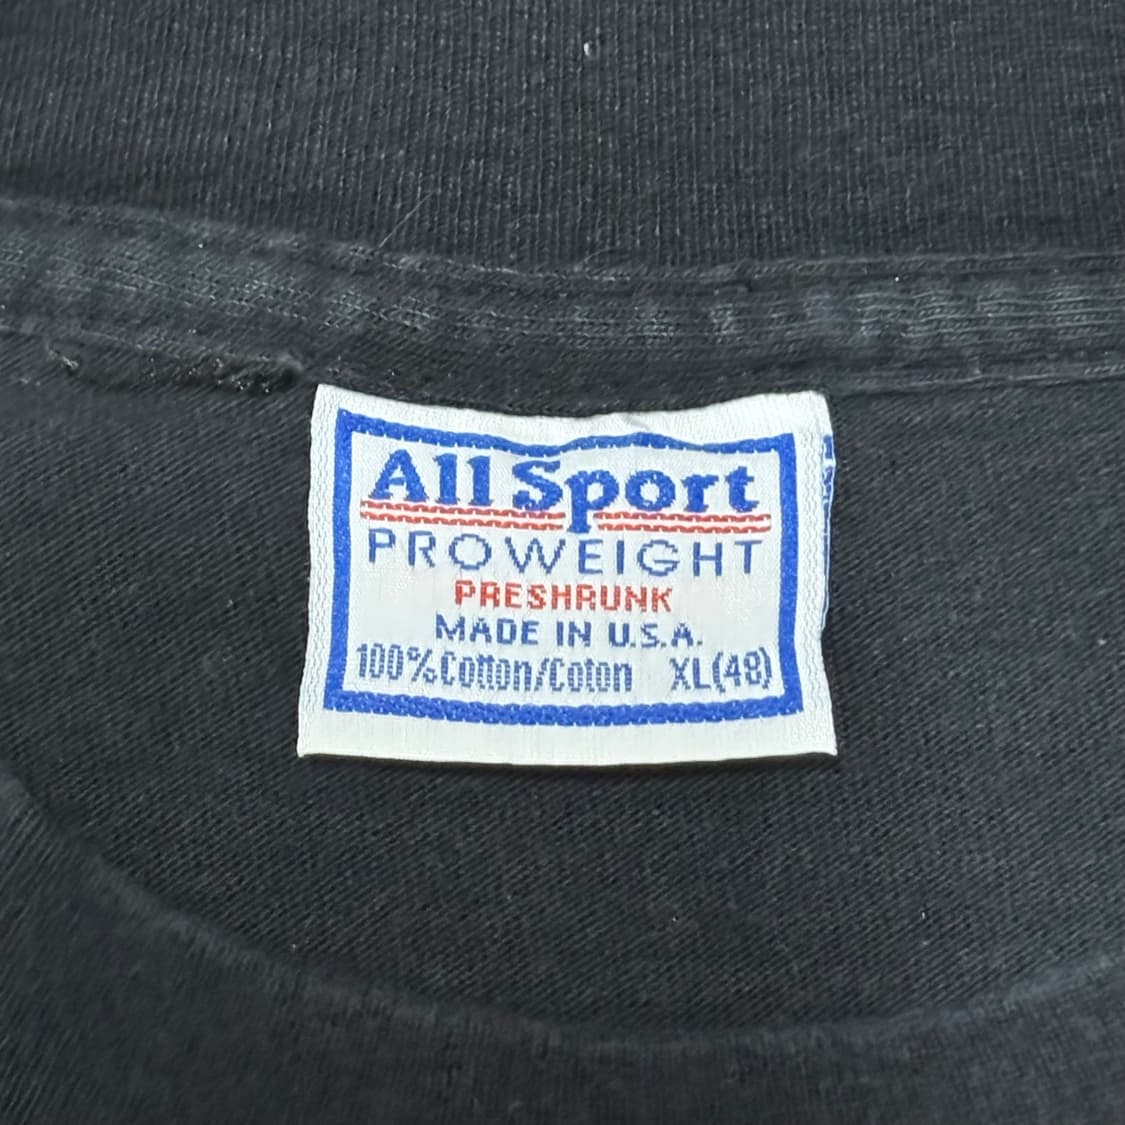 All Sport
PROWEIGHT
PRESHRUNK
MADE IN U.S.A.
100% Cotton/Coton XL(48)